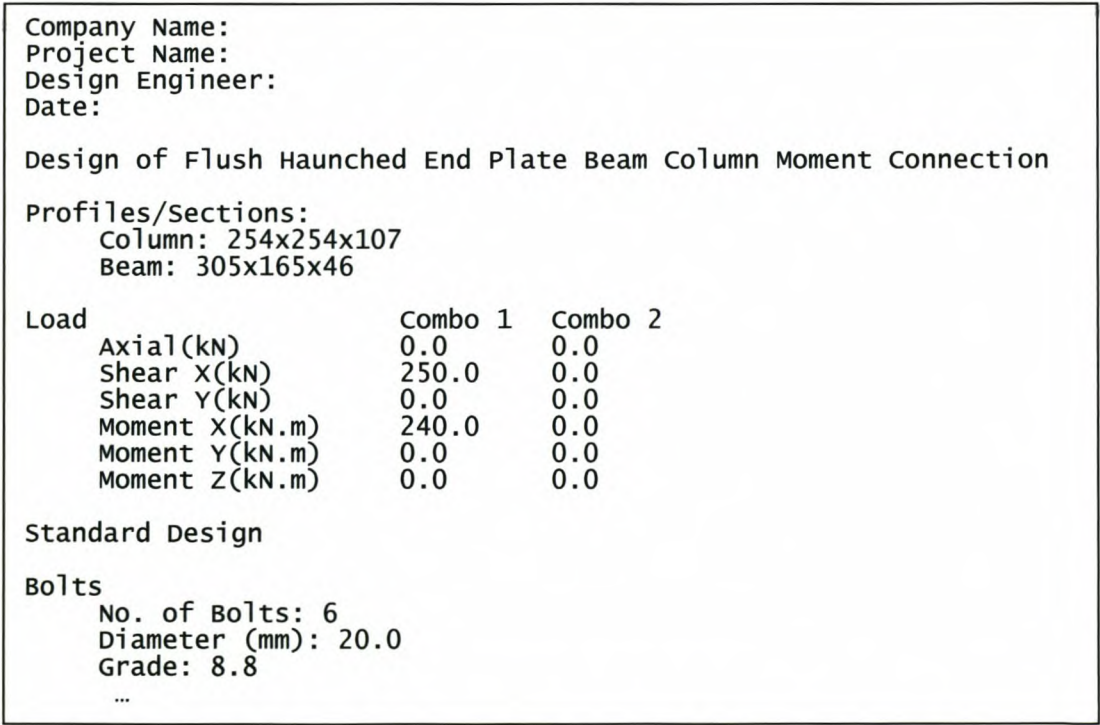 Company Name:
Project Name:
Design Engineer:
Date:
Design of Flush Haunched End Plate Beam Column Moment Connection
Profiles/Sections:
Column: 254x254x107
Beam: 305x165x46
Load Combo 1 Combo 2
Axial(kN) 0.0 0.0
Shear X(kN) 250.0 0.0
Shear Y(kN) 0.0 0.0
Moment X(kN.m) 240.0 0.0
Moment Y(kN.m) 0.0 0.0
Moment Z(kN.m) 0.0 0.0
Standard Design
Bolts
No. of Bolts: 6
Diameter (mm): 20.0
Grade: 8.8
…